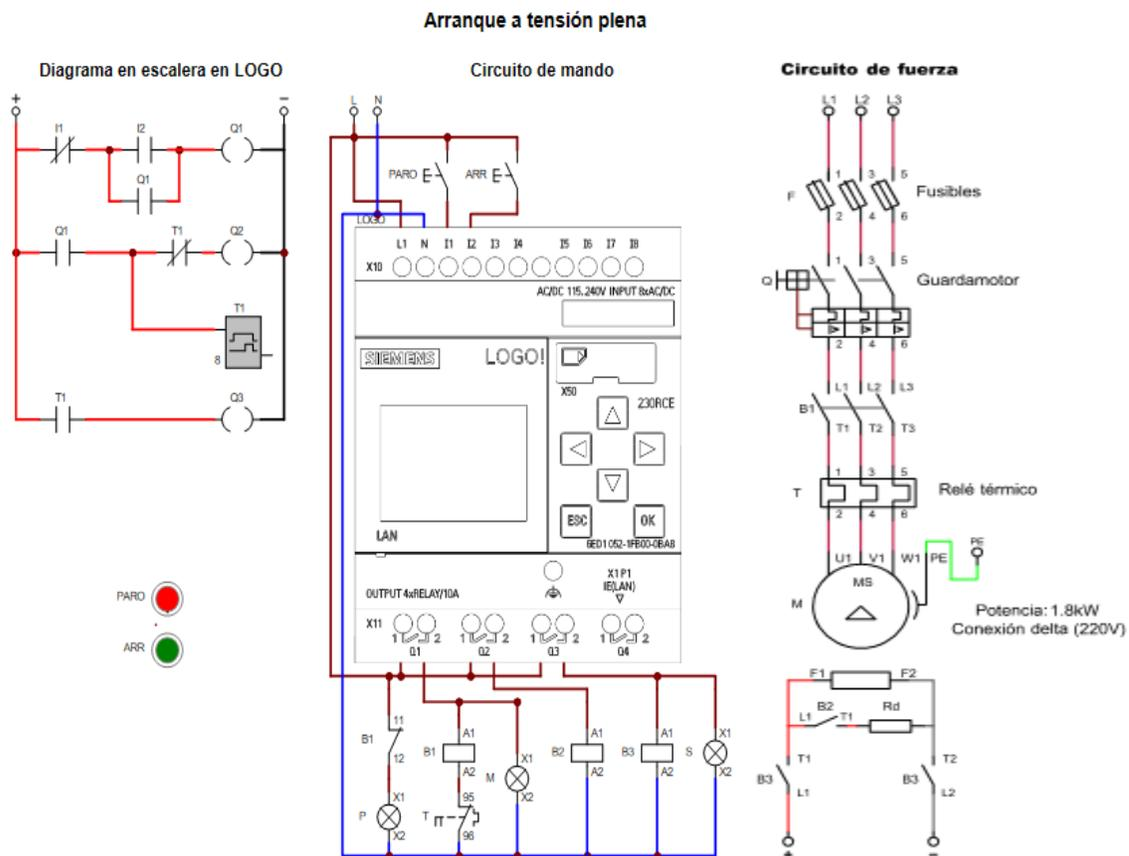 Arranque a tensión plena
Diagrama en escalera en LOGO
+ -
I1 I2 Q1
Q1
Q1 T1 Q2
T1
8
T1 Q3
PARO
ARR
Circuito de mando
L N
PARO ARR
LOGO
L1 N I1 I2 I3 I4 I5 I6 I7 I8
X10
AC/DC 115..240V INPUT 8xAC/DC
SIEMENS LOGO!
X50
230RCE
ESC OK
LAN
6ED1 052-1FB00-0BA8
X1 P1
IE(LAN)
OUTPUT 4xRELAY/10A
X11
1 2 1 2 1 2 1 2
Q1 Q2 Q3 Q4
11
B1
12
X1
P
X2
A1
B1
A2
95
T
96
X1
M
X2
A1
B2
A2
A1
B3
A2
X1
S
X2
Circuito de fuerza
L1 L2 L3
1 3 5
F Fusibles
2 4 6
1 3 5
Q Guardamotor
2 4 6
L1 L2 L3
B1
T1 T2 T3
1 3 5
T Relé térmico
2 4 6
U1 V1 W1 PE
PE
MS
M
Potencia: 1.8kW
Conexión delta (220V)
F1 F2
B2 Rd
L1 T1
T1 T2
B3 B3
L1 L2
+ -